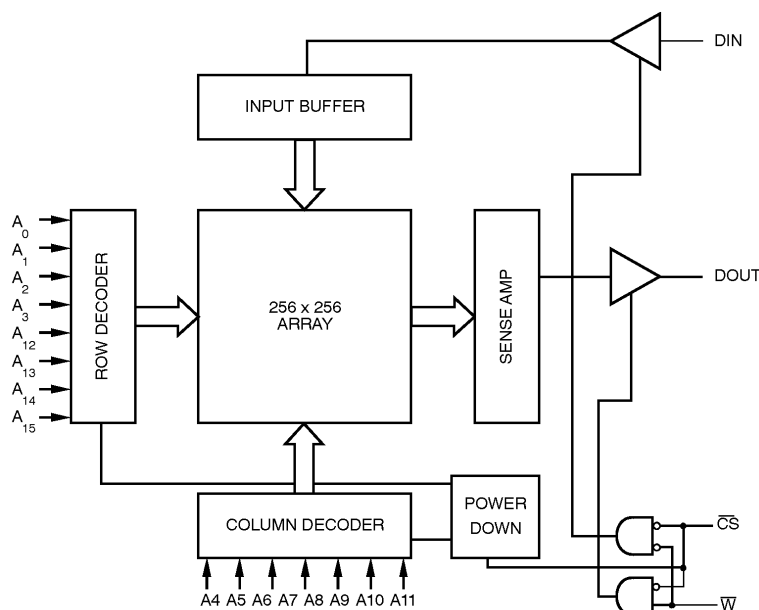 DIN
INPUT BUFFER
A0
A1
A2
A3
A12
A13
A14
A15
ROW DECODER
256 x 256
ARRAY
SENSE AMP
DOUT
COLUMN DECODER
POWER
DOWN
C̅S̅
W̅
A4 A5 A6 A7 A8 A9 A10 A11